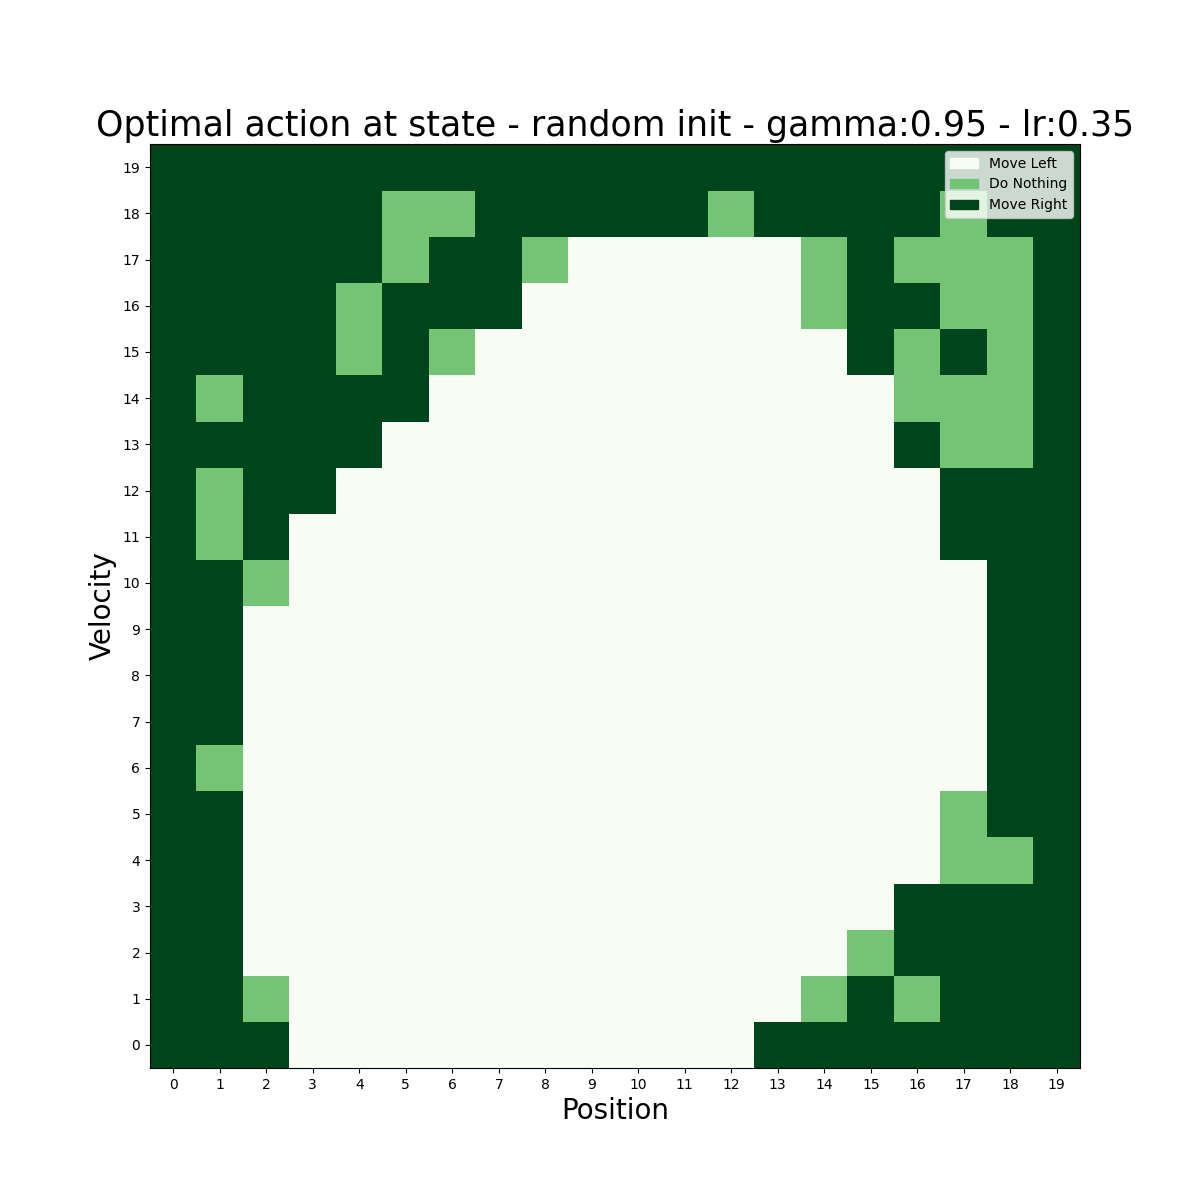 Optimal action at state - random init - gamma:0.95 - lr:0.35
Move Left
Do Nothing
Move Right
19
18
17
16
15
14
13
12
11
10
9
8
7
6
5
4
3
2
1
0
Velocity
0 1 2 3 4 5 6 7 8 9 10 11 12 13 14 15 16 17 18 19
Position